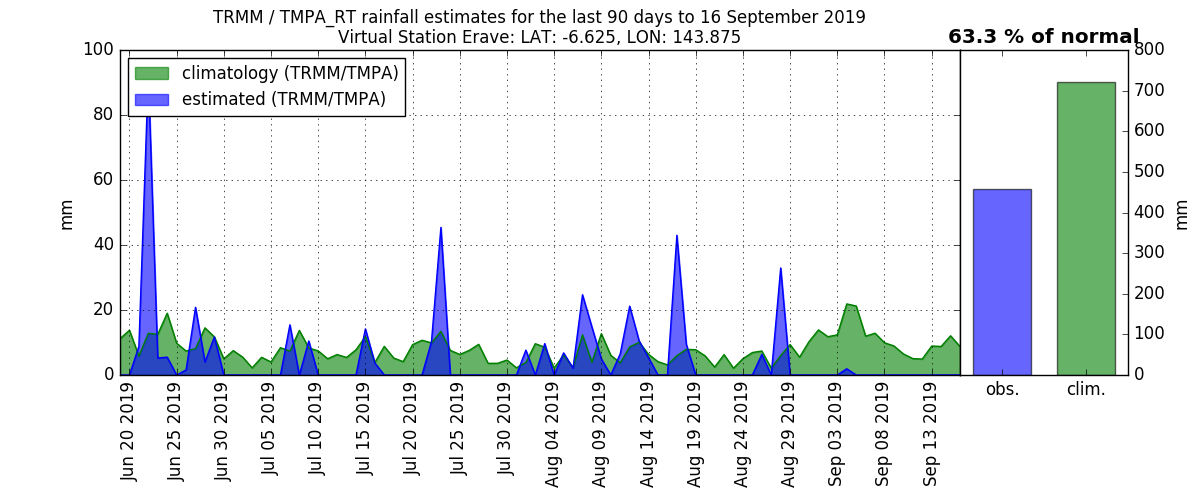 TRMM / TMPA_RT rainfall estimates for the last 90 days to 16 September 2019
Virtual Station Erave: LAT: -6.625, LON: 143.875
63.3 % of normal
climatology (TRMM/TMPA)
estimated (TRMM/TMPA)
100
80
60
40
20
0
mm
800
700
600
500
400
300
200
100
0
mm
Jun 20 2019
Jun 25 2019
Jun 30 2019
Jul 05 2019
Jul 10 2019
Jul 15 2019
Jul 20 2019
Jul 25 2019
Jul 30 2019
Aug 04 2019
Aug 09 2019
Aug 14 2019
Aug 19 2019
Aug 24 2019
Aug 29 2019
Sep 03 2019
Sep 08 2019
Sep 13 2019
obs.
clim.